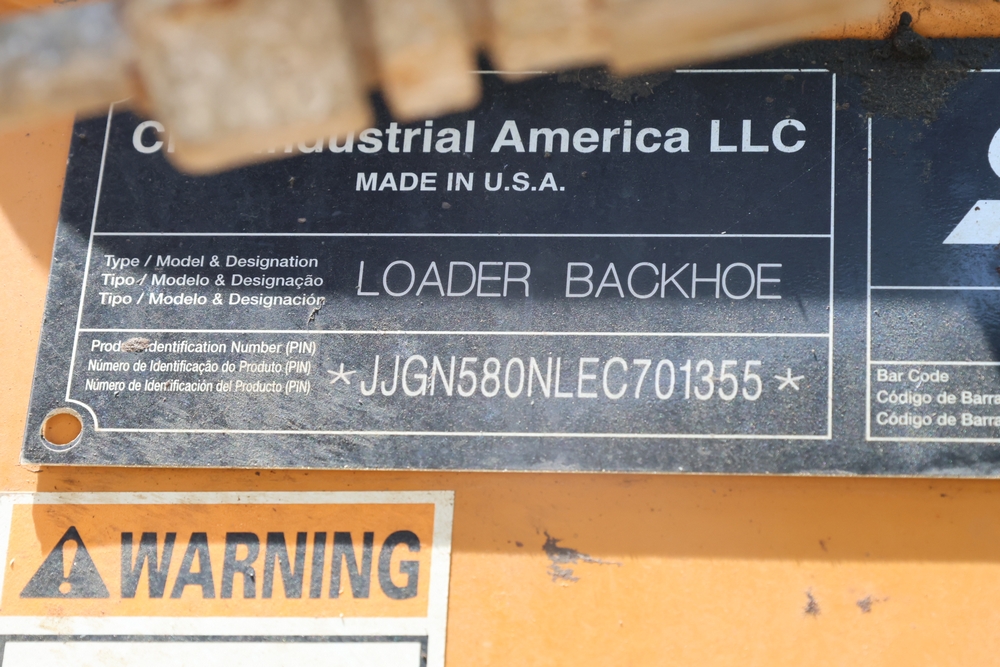 Industrial America LLC
MADE IN U.S.A.
Type / Model & Designation
Tipo / Modelo & Designação
Tipo / Modelo & Designación
LOADER BACKHOE
Identification Number (PIN)
Número de Identificação do Produto (PIN)
Número de Identificación del Producto (PIN)
*JJGN580NLEC701355*
Bar Code
Código de Barra
Código de Barra
WARNING